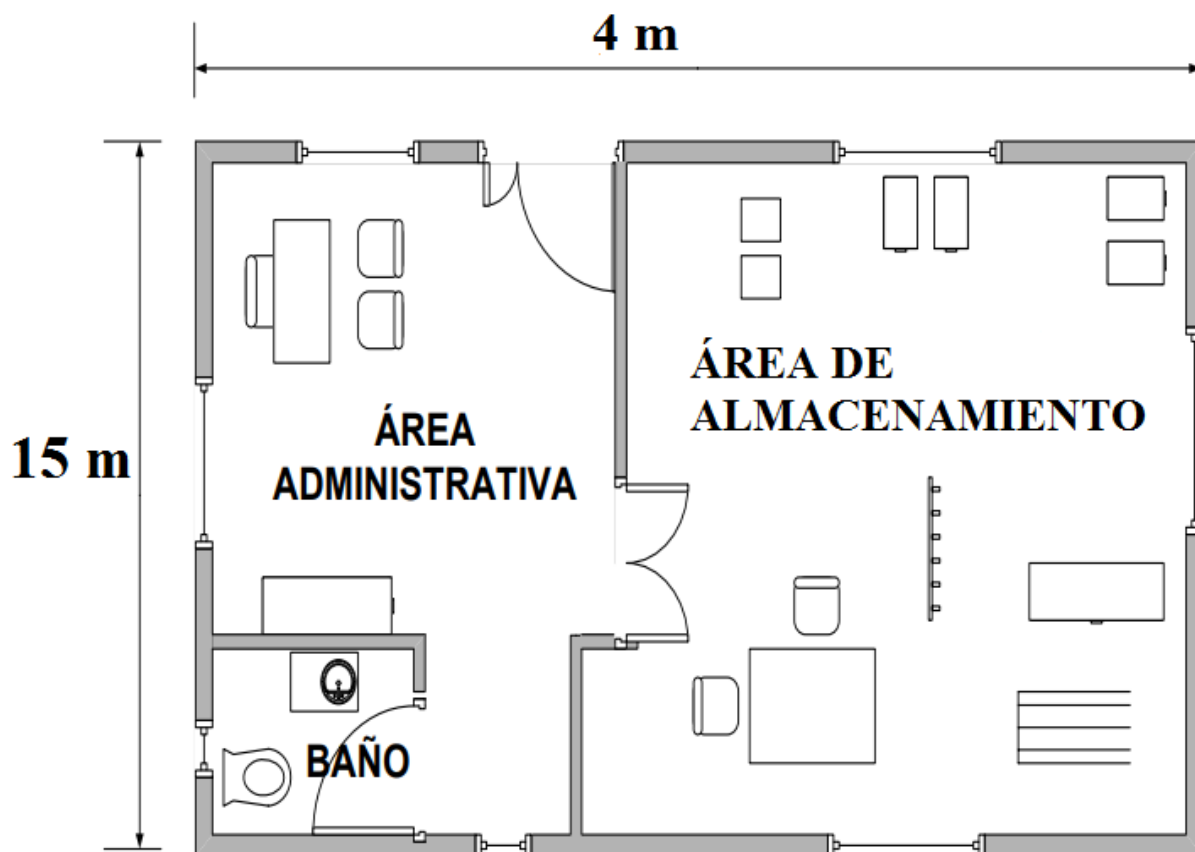 4 m
ÁREA DE
ALMACENAMIENTO
ÁREA
ADMINISTRATIVA
15 m
BAÑO